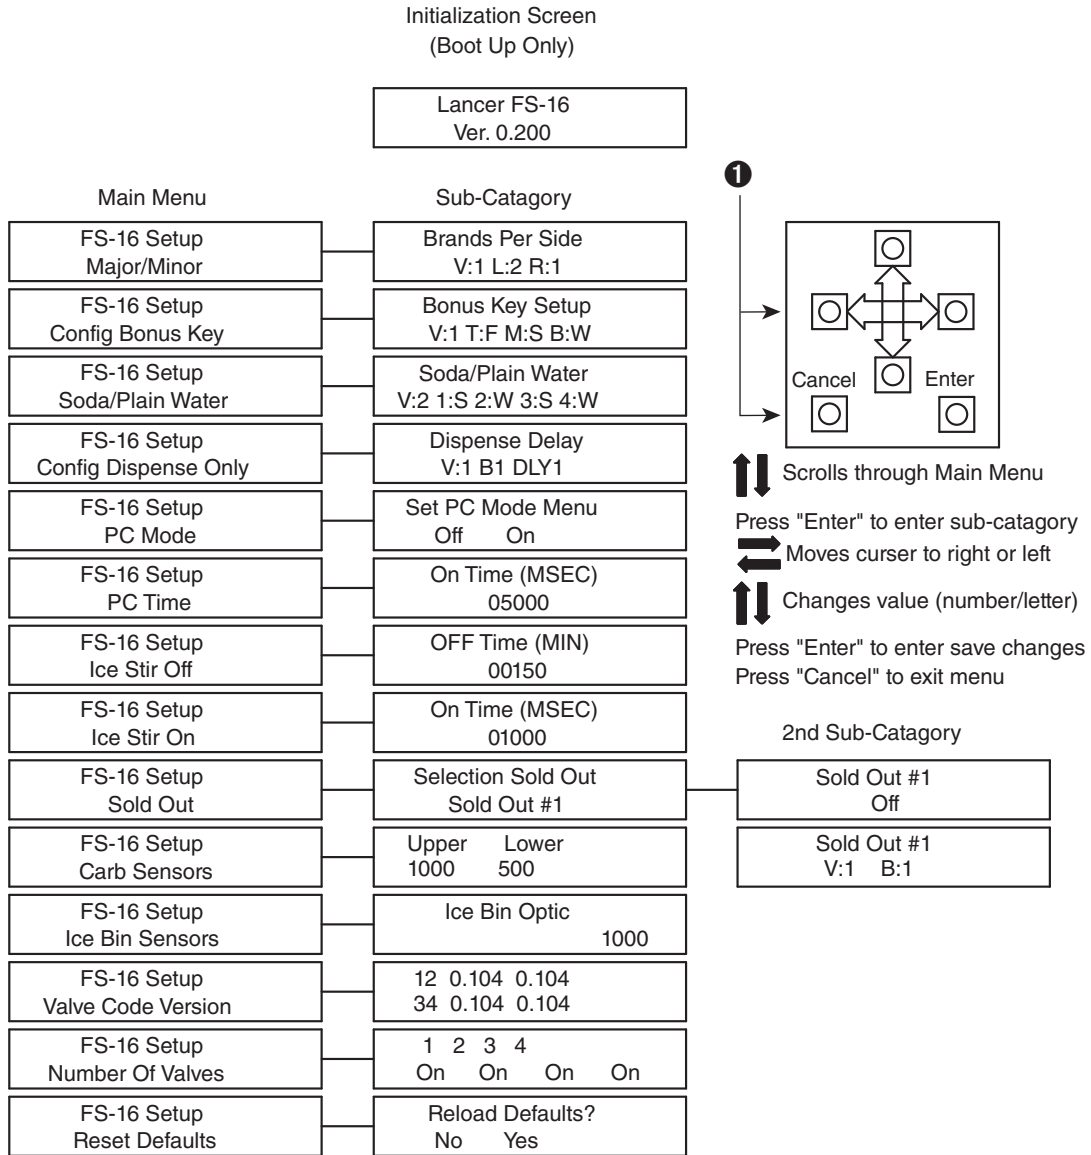 Initialization Screen
(Boot Up Only)
Lancer FS-16
Ver. 0.200
Main Menu
Sub-Catagory
FS-16 Setup
Major/Minor
Brands Per Side
V:1 L:2 R:1
FS-16 Setup
Config Bonus Key
Bonus Key Setup
V:1 T:F M:S B:W
FS-16 Setup
Soda/Plain Water
Soda/Plain Water
V:2 1:S 2:W 3:S 4:W
FS-16 Setup
Config Dispense Only
Dispense Delay
V:1 B1 DLY1
FS-16 Setup
PC Mode
Set PC Mode Menu
Off On
FS-16 Setup
PC Time
On Time (MSEC)
05000
FS-16 Setup
Ice Stir Off
OFF Time (MIN)
00150
FS-16 Setup
Ice Stir On
On Time (MSEC)
01000
FS-16 Setup
Sold Out
Selection Sold Out
Sold Out #1
FS-16 Setup
Carb Sensors
Upper Lower
1000 500
FS-16 Setup
Ice Bin Sensors
Ice Bin Optic
1000
FS-16 Setup
Valve Code Version
12 0.104 0.104
34 0.104 0.104
FS-16 Setup
Number Of Valves
1 2 3 4
On On On On
FS-16 Setup
Reset Defaults
Reload Defaults?
No Yes
❶
Cancel
Enter
Scrolls through Main Menu
Press "Enter" to enter sub-catagory
Moves curser to right or left
Changes value (number/letter)
Press "Enter" to enter save changes
Press "Cancel" to exit menu
2nd Sub-Catagory
Sold Out #1
Off
Sold Out #1
V:1 B:1